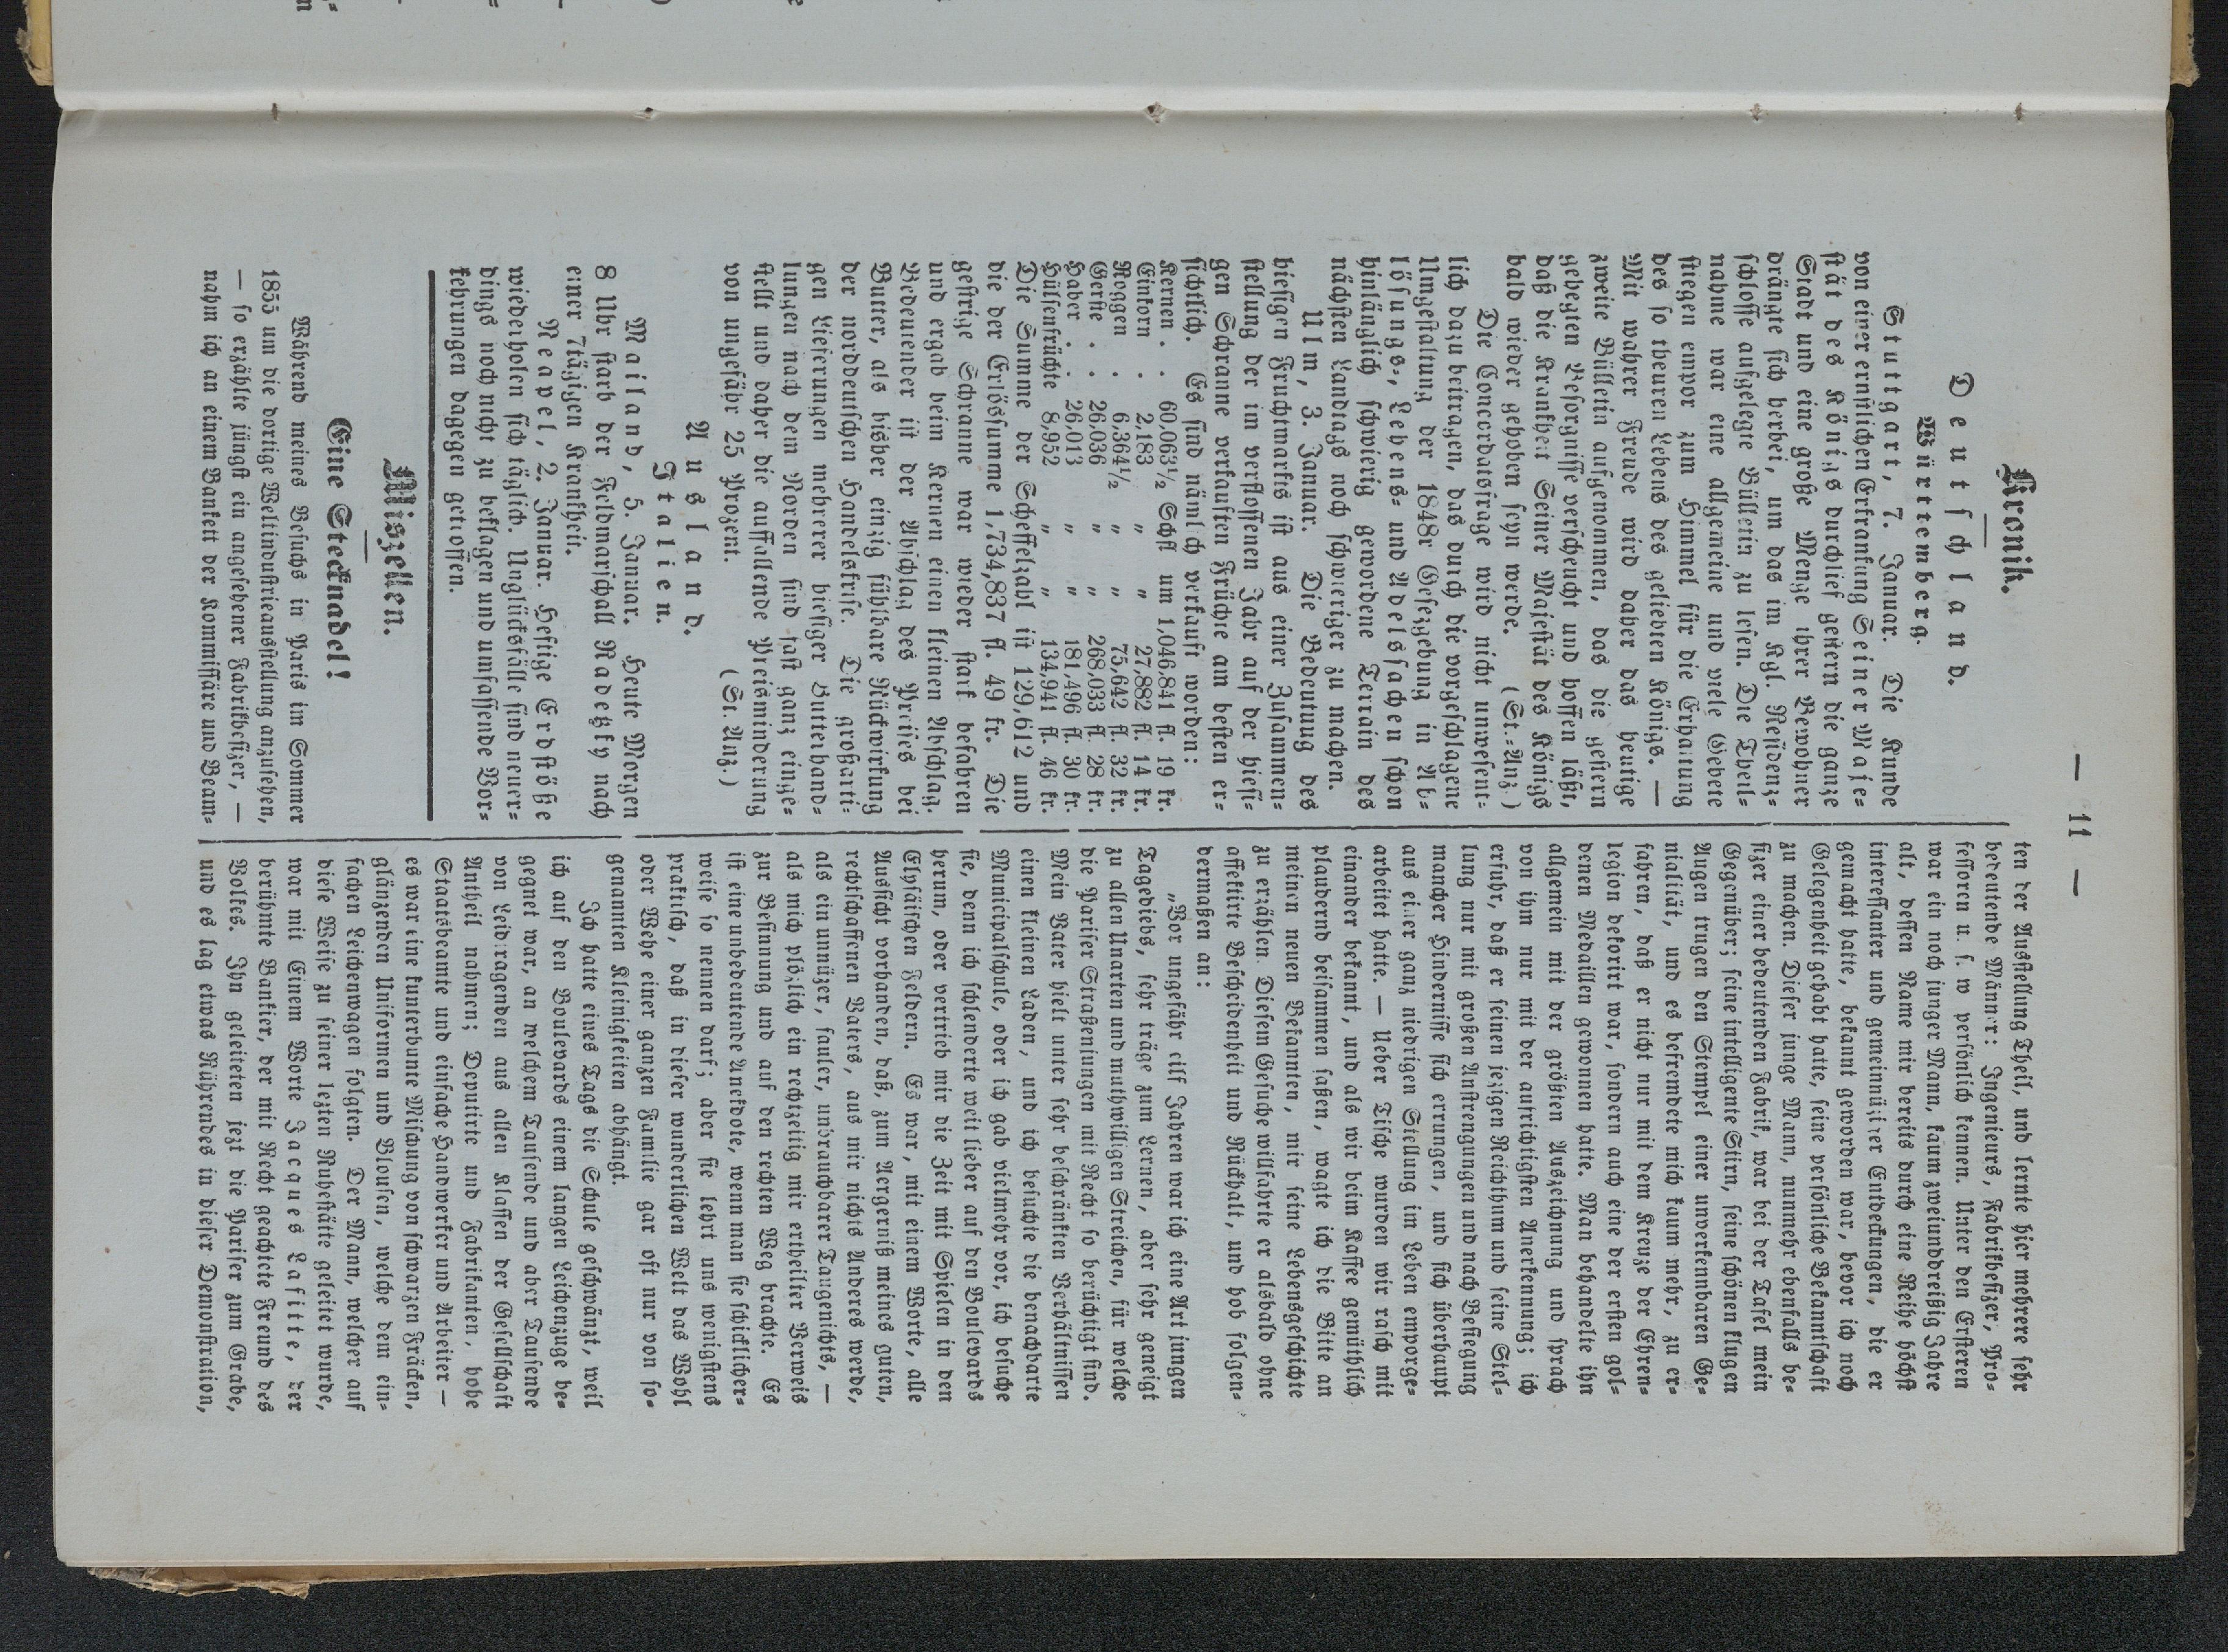 — 11 —
Kronik.
Deutschland.
Württemberg.
Stuttgart, 7. Januar. Die Kunde
von einer ernstlichen Erkrankung Seiner Maje-
stät des Königs durchlief gestern die ganze
Stadt und eine große Menge ihrer Bewohner
drängte sich herbei, um das im Kgl. Residenz-
schlosse aufgelegte Bülletin zu lesen. Die Theil-
nahme war eine allgemeine und viele Gebete
stiegen empor zum Himmel für die Erhaltung
des so theuren Lebens des geliebten Königs. —
Mit wahrer Freude wird daher das heutige
zweite Bülletin aufgenommen, das die gestern
gehegten Besorgnisse verscheucht und hoffen läßt,
daß die Krankheit Seiner Majestät des Königs
bald wieder gehoben seyn werde. (St.=Anz.)
Die Concordatsfrage wird nicht unwesent-
lich dazu beitragen, das durch die vorgeschlagene
Umgestaltung der 1848r Gesezgebung in Ab-
lösungs-, Lehens- und Adelssachen schon
hinlänglich schwierig gewordene Terrain des
nächsten Landtags noch schwieriger zu machen.
Ulm, 3. Januar. Die Bedeutung des
hiesigen Fruchtmarkts ist aus einer Zusammen-
stellung der im verflossenen Jahr auf der hiesi-
gen Schranne verkauften Früchte am besten er-
sichtlich. Es sind nämlich verkauft worden:
Kernen . . 60,063½ Schfl um 1,046,841 fl. 19 kr.
Einkorn . 2,183 „ „ 27,882 fl. 14 kr.
Roggen . 6,364½ „ „ 75,642 fl. 32 kr.
Gerste . . 26,036 „ „ 268,033 fl. 28 kr.
Haber . . 26,013 „ „ 181,496 fl. 30 kr.
Hülsenfrüchte 8,952 „ „ 134,941 fl. 46 kr.
Die Summe der Scheffelzahl ist 129,612 und
die der Erlössumme 1,734,837 fl. 49 kr. Die
gestrige Schranne war wieder stark befahren
und ergab beim Kernen einen kleinen Abschlag.
Bedeutender ist der Abschlag des Preises bei
Butter, als bisher einzig fühlbare Rückwirkung
der norddeutschen Handelskrise. Die großarti-
gen Lieferungen mehrerer hiesiger Butterhand-
lungen nach dem Norden sind fast ganz einge-
stellt und daher die auffallende Preisminderung
von ungefähr 25 Prozent. (St.Anz.)
Ausland.
Italien.
Mailand, 5. Januar. Heute Morgen
8 Uhr starb der Feldmarschall Radetzky nach
einer 7tägigen Krankheit.
Neapel, 2. Januar. Heftige Erdstöße
wiederholen sich täglich. Unglücksfälle sind neuer-
dings noch nicht zu beklagen und umfassende Vor-
kehrungen dagegen getroffen.
Miszellen.
Eine Stecknadel!
Während meines Besuchs in Paris im Sommer
1855 um die dortige Weltindustrieausstellung anzusehen,
— so erzählte jüngst ein angesehener Fabrikbesizer, —
nahm ich an einem Bankett der Kommissäre und Beam-
ten der Ausstellung Theil, und lernte hier mehrere sehr
bedeutende Männer: Ingenieurs, Fabrikbesizer, Pro-
fessoren u. s. w persönlich kennen. Unter den Ersteren
war ein noch junger Mann, kaum zweiunddreißig Jahre
alt, dessen Name mir bereits durch eine Reihe höchst
interessanter und gemeinnüziger Entdeckungen, die er
gemacht hatte, bekannt geworden war, bevor ich noch
Gelegenheit gehabt hatte, seine persönliche Bekanntschaft
zu machen. Dieser junge Mann, nunmehr ebenfalls be-
sizer einer bedeutenden Fabrik, war bei der Tafel mein
Gegenüber; seine intelligente Stirn, seine schönen klugen
Augen trugen den Stempel einer unverkennbaren Ge-
nialität, und es befremdete mich kaum mehr, zu er-
fahren, daß er nicht nur mit dem Kreuze der Ehren-
legion dekorirt war, sondern auch eine der ersten gol-
denen Medaillen gewonnen hatte. Man behandelte ihn
allgemein mit der größten Auszeichnung und sprach
von ihm nur mit der aufrichtigsten Anerkennung; ich
erfuhr, daß er seinen jezigen Reichthum und seine Stel-
lung nur mit großen Anstrengungen und nach Besiegung
mancher Hindernisse sich errungen, und sich überhaupt
aus einer ganz niedrigen Stellung im Leben emporge-
arbeitet hatte. — Ueber Tische wurden wir rasch mit
einander bekannt, und als wir beim Kaffee gemüthlich
plaudernd beisammen saßen, wagte ich die Bitte an
meinen neuen Bekannten, mir seine Lebensgeschichte
zu erzählen. Diesem Gesuche willfahrte er alsbald ohne
affektirte Bescheidenheit und Rückhalt, und hob folgen-
dermaßen an:
„Vor ungefähr eilf Jahren war ich eine Art jungen
Tagediebs, sehr träge zum Lernen, aber sehr geneigt
zu allen Unarten und muthwilligen Streichen, für welche
die Pariser Straßenjungen mit Recht so berüchtigt sind.
Mein Vater hielt unter sehr beschränkten Verhältnissen
einen kleinen Laden, und ich besuchte die benachbarte
Municipalschule, oder ich gab vielmehr vor, ich besuche
sie, denn ich schlenderte weit lieber auf den Boulevards
herum, oder vertrieb mir die Zeit mit Spielen in den
Elysäischen Feldern. Es war, mit einem Worte, alle
Aussicht vorhanden, daß, zum Aergerniß meines guten,
rechtschaffenen Vaters, aus mir nichts Anderes werde,
als ein unnüzer, fauler, unbrauchbarer Taugenichts, —
als mich plözlich ein rechtzeitig mir ertheilter Verweis
zur Besinnung und auf den rechten Weg brachte. Es
ist eine unbedeutende Anekdote, wenn man sie schicklicher-
weise so nennen darf; aber sie lehrt uns wenigstens
praktisch, daß in dieser wunderlichen Welt das Wohl
oder Wehe einer ganzen Familie gar oft nur von so-
genannten Kleinigkeiten abhängt.
Ich hatte eines Tags die Schule geschwänzt, weil
ich auf den Boulevards einem langen Leichenzuge be-
gegnet war, an welchem Tausende und aber Tausende
von Leidtragenden aus allen Klassen der Gesellschaft
Antheil nahmen; Deputirte und Fabrikanten, hohe
Staatsbeamte und einfache Handwerker und Arbeiter —
es war eine kunterbunte Mischung von schwarzen Fräcken,
glänzenden Uniformen und Blousen, welche dem ein-
fachen Leichenwagen folgten. Der Mann, welcher auf
diese Weise zu seiner lezten Ruhestäte geleitet wurde,
war mit Einem Worte Jacques Lafitte, der
berühmte Bankier, der mit Recht geachtete Freund des
Volkes. Ihn geleiteten jezt die Pariser zum Grabe,
und es lag etwas Rührendes in dieser Demonstration,